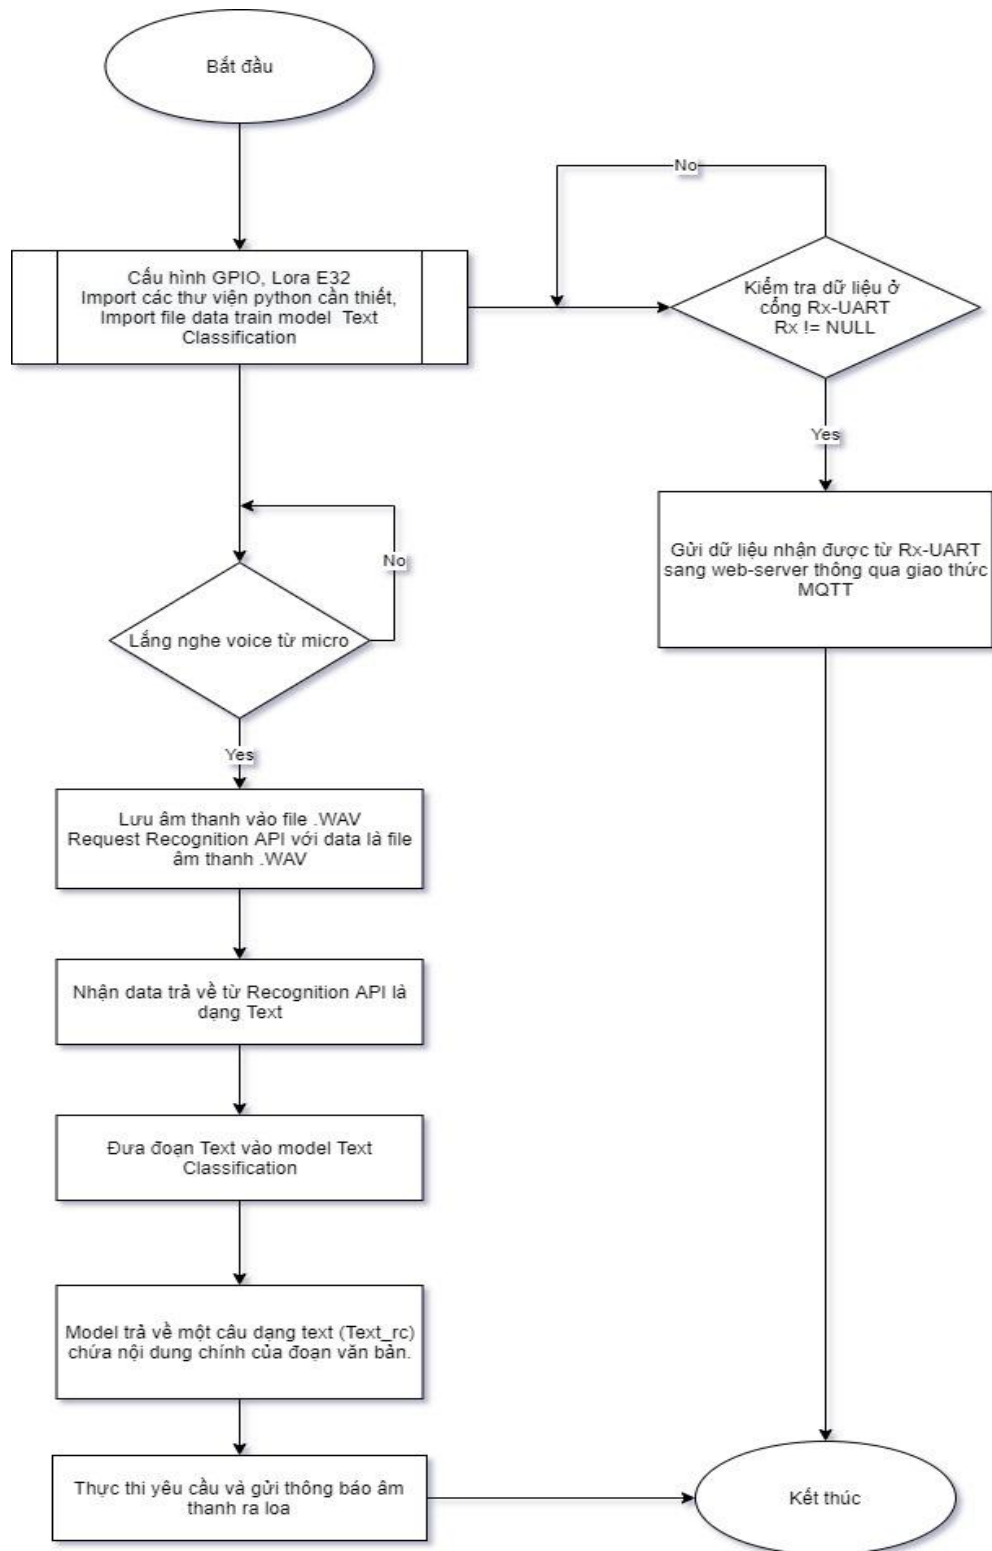 Bắt đầu
No
Cấu hình GPIO, Lora E32
Import các thư viện python cần thiết,
Import file data train model Text
Classification
Kiểm tra dữ liệu ở
cổng Rx-UART
Rx != NULL
Yes
Gửi dữ liệu nhận được từ Rx-UART
sang web-server thông qua giao thức
MQTT
No
Lắng nghe voice từ micro
Yes
Lưu âm thanh vào file .WAV
Request Recognition API với data là file
âm thanh .WAV
Nhận data trả về từ Recognition API là
dạng Text
Đưa đoạn Text vào model Text
Classification
Model trả về một câu dạng text (Text_rc)
chứa nội dung chính của đoạn văn bản.
Thực thi yêu cầu và gửi thông báo âm
thanh ra loa
Kết thúc